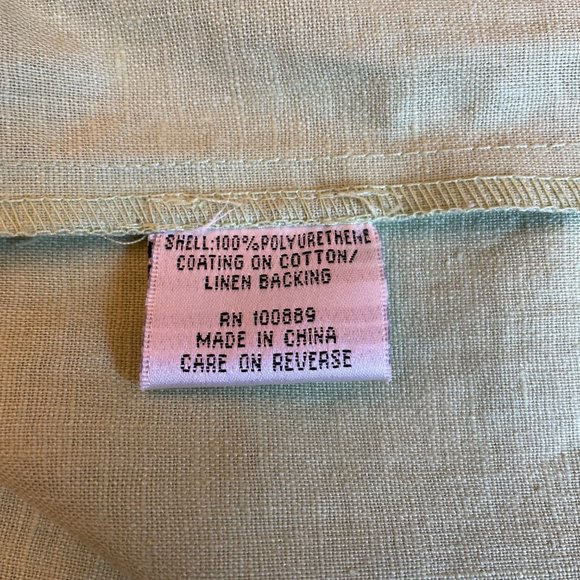 SHELL:100%POLYURETHENE
COATING ON COTTON/
LINEN BACKING
RN 100889
MADE IN CHINA
CARE ON REVERSE